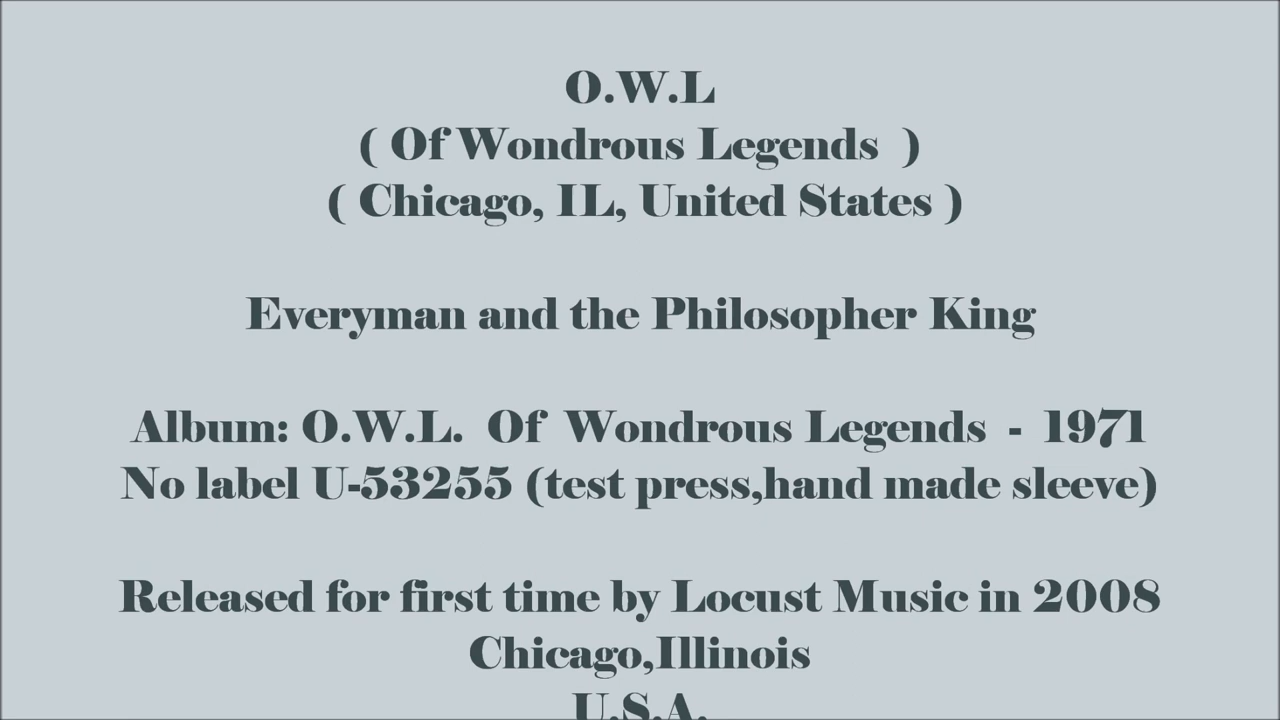 O.W.L
( Of Wondrous Legends )
( Chicago, IL, United States )
Everyman and the Philosopher King
Album: O.W.L. Of Wondrous Legends - 1971
No label U-53255 (test press,hand made sleeve)
Released for first time by Locust Music in 2008
Chicago,Illinois
U.S.A.